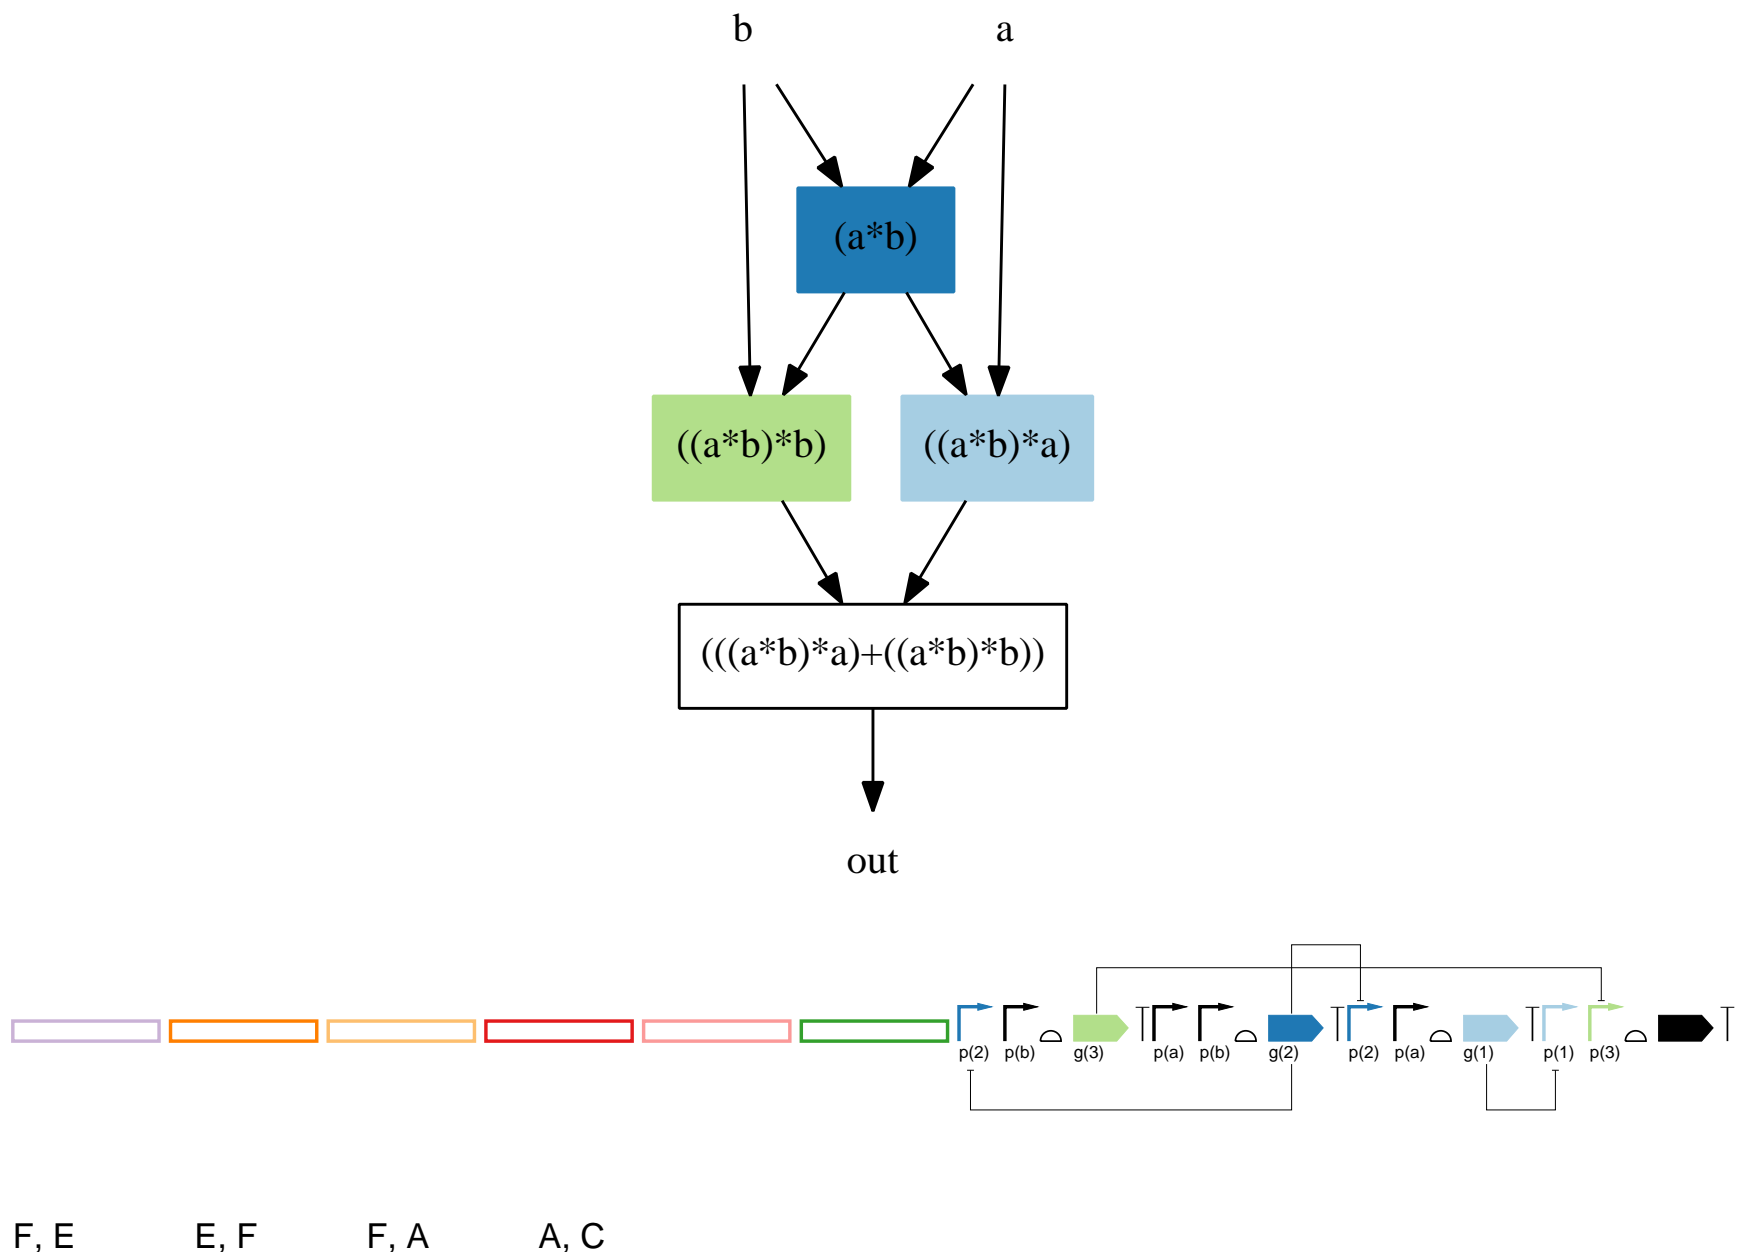 b a
(a*b)
((a*b)*b) ((a*b)*a)
(((a*b)*a)+((a*b)*b))
out
p(2) p(b) g(3) p(a) p(b) g(2) p(2) p(a) g(1) p(1) p(3)
F, E E, F F, A A, C